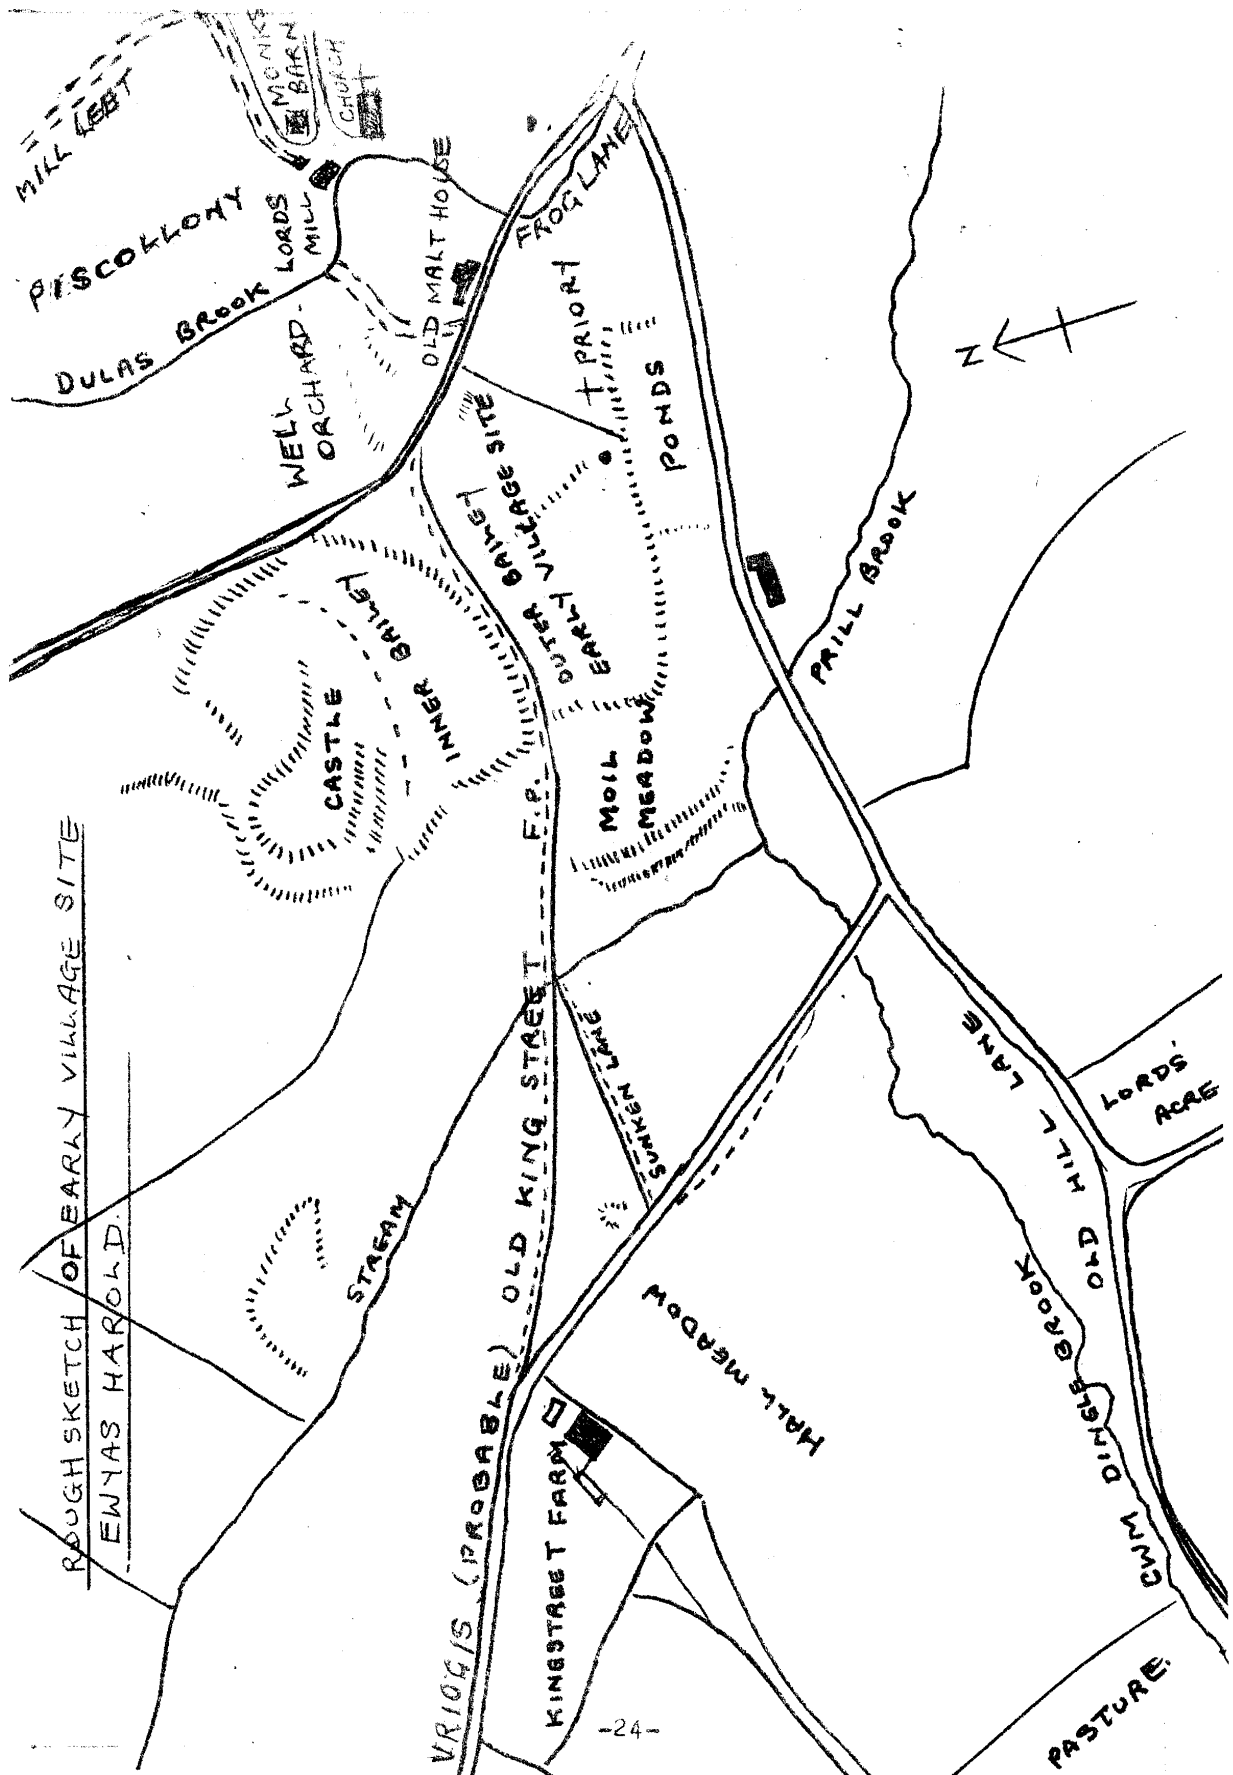 ROUGH SKETCH OF EARLY VILLAGE SITE
EWYAS HAROLD.
MILL LEET
MONKS
BARN
CHURCH
PISCOLLONY
LORDS
MILL
DULAS BROOK
OLD MALT HOUSE
FROG LANE
WELL
ORCHARD.
PRIORY
PONDS
N
OUTER BAILEY
EARLY VILLAGE SITE
CASTLE
INNER BAILEY
MOIL
MEADOW
PRILL BROOK
F.P.
OLD KING STREET
SUNKEN LANE
STREAM
OLD HILL LANE
LORDS'
ACRE
HALL MEADOW
CWM DINGLE BROOK
VRIOGIS (PROBABLE)
KINGSTREET FARM
PASTURE.
-24-